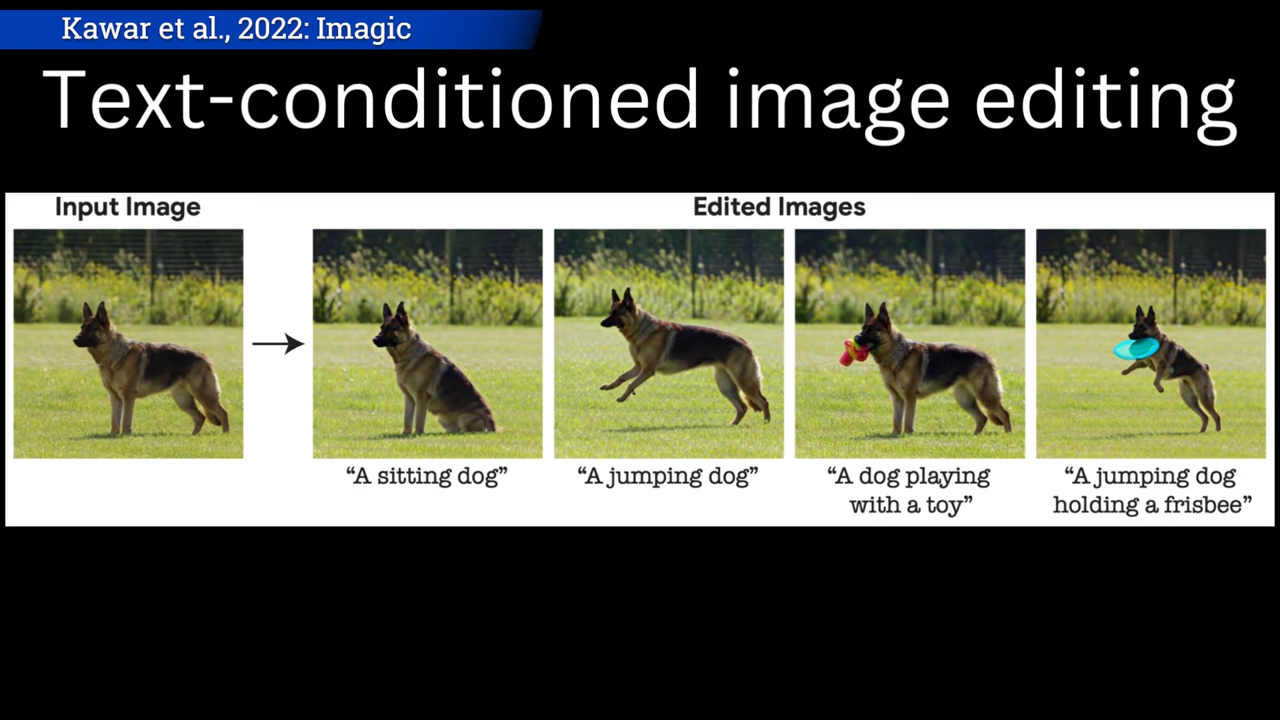 Kawar et al., 2022: Imagic
Text-conditioned image editing
Input Image
Edited Images
“A sitting dog”
“A jumping dog”
“A dog playing
with a toy”
“A jumping dog
holding a frisbee”